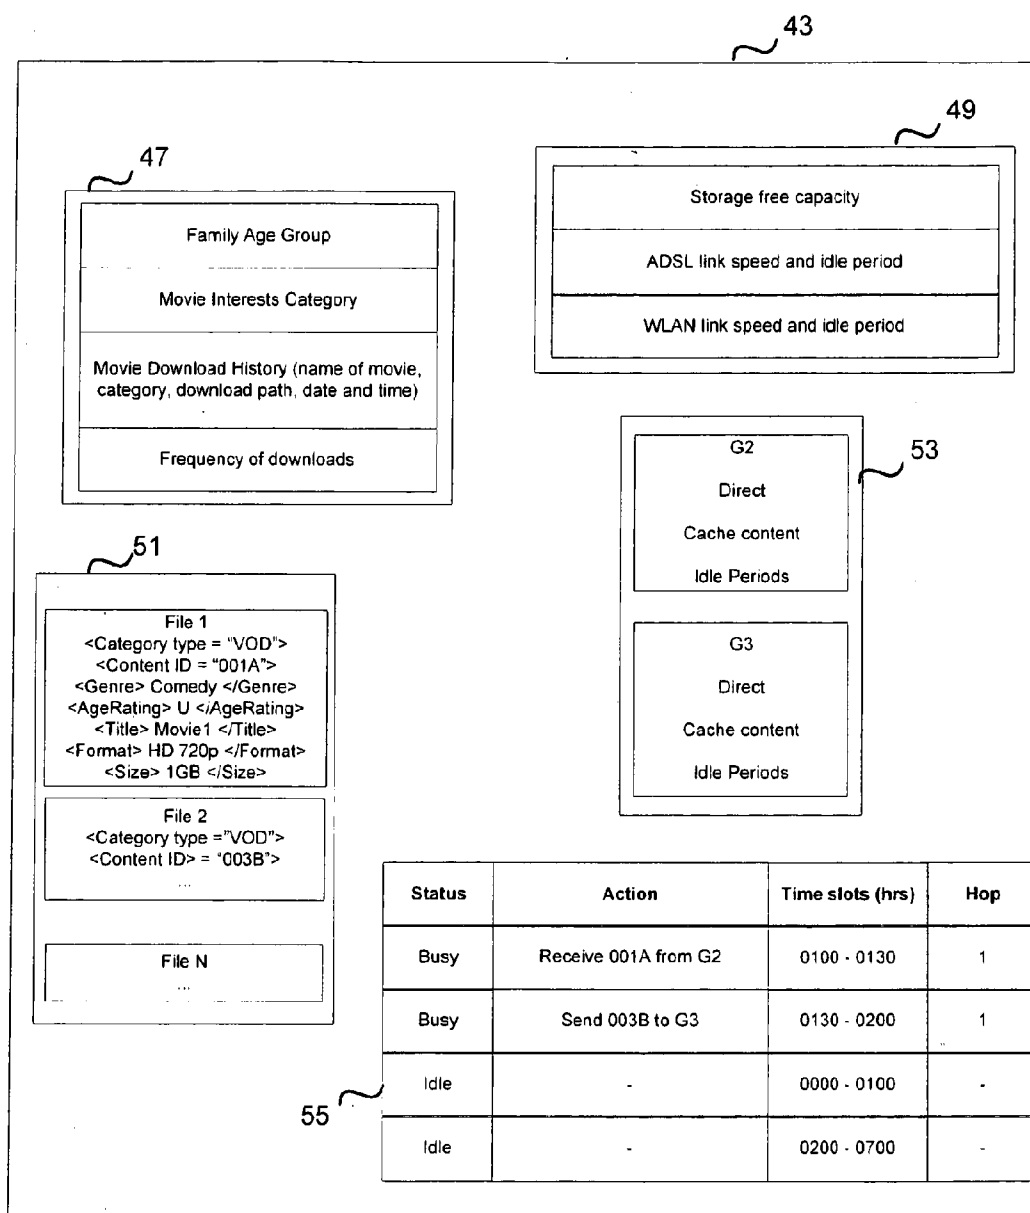 43
49
47
Storage free capacity
ADSL link speed and idle period
WLAN link speed and idle period
Family Age Group
Movie Interests Category
Movie Download History (name of movie,
category, download path, date and time)
Frequency of downloads
53
G2
Direct
Cache content
Idle Periods
G3
Direct
Cache content
Idle Periods
51
File 1
<Category type = "VOD">
<Content ID = "001A">
<Genre> Comedy </Genre>
<AgeRating> U </AgeRating>
<Title> Movie1 </Title>
<Format> HD 720p </Format>
<Size> 1GB </Size>
File 2
<Category type ="VOD">
<Content ID> = "003B">
...
File N
...
Status Action Time slots (hrs) Hop
Busy Receive 001A from G2 0100 - 0130 1
Busy Send 003B to G3 0130 - 0200 1
Idle - 0000 - 0100 -
Idle - 0200 - 0700 -
55